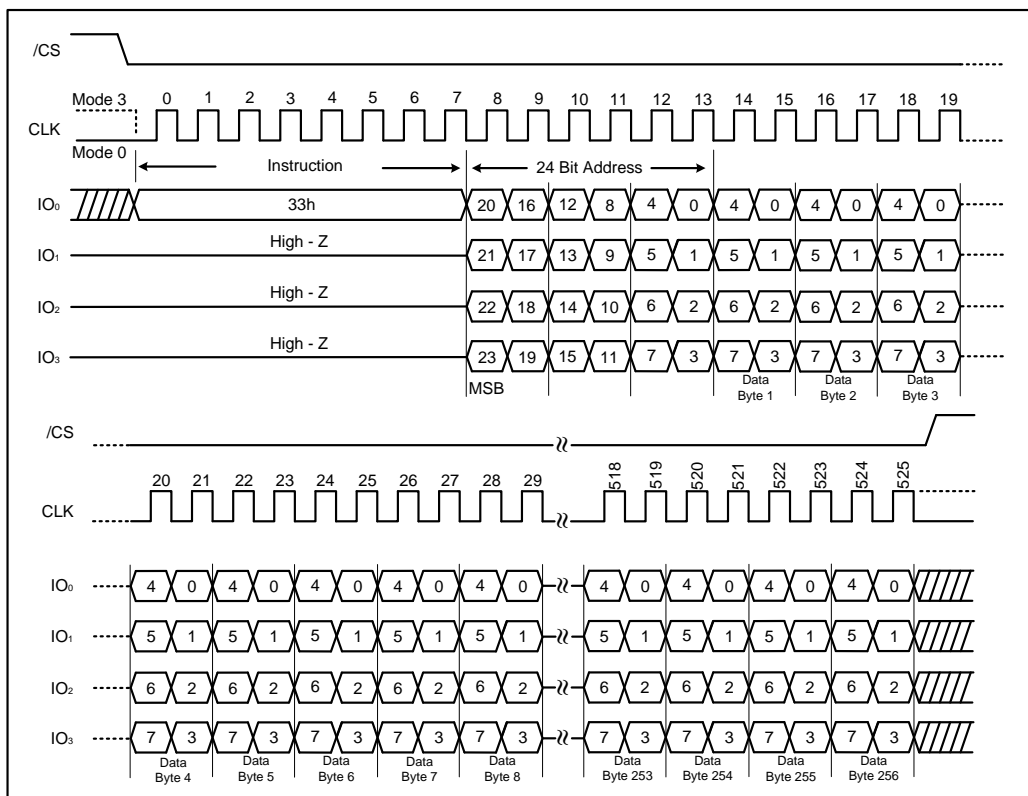 /CS
Mode 3 0 1 2 3 4 5 6 7 8 9 10 11 12 13 14 15 16 17 18 19
CLK
Mode 0
Instruction 24 Bit Address
IO₀ 33h 20 16 12 8 4 0 4 0 4 0 4 0
High - Z
IO₁ 21 17 13 9 5 1 5 1 5 1 5 1
High - Z
IO₂ 22 18 14 10 6 2 6 2 6 2 6 2
High - Z
IO₃ 23 19 15 11 7 3 7 3 7 3 7 3
MSB
Data Data Data
Byte 1 Byte 2 Byte 3
/CS
20 21 22 23 24 25 26 27 28 29 518 519 520 521 522 523 524 525
CLK
IO₀ 4 0 4 0 4 0 4 0 4 0 4 0 4 0 4 0 4 0
IO₁ 5 1 5 1 5 1 5 1 5 1 5 1 5 1 5 1 5 1
IO₂ 6 2 6 2 6 2 6 2 6 2 6 2 6 2 6 2 6 2
IO₃ 7 3 7 3 7 3 7 3 7 3 7 3 7 3 7 3 7 3
Data Data Data Data Data Data Data Data Data
Byte 4 Byte 5 Byte 6 Byte 7 Byte 8 Byte 253 Byte 254 Byte 255 Byte 256